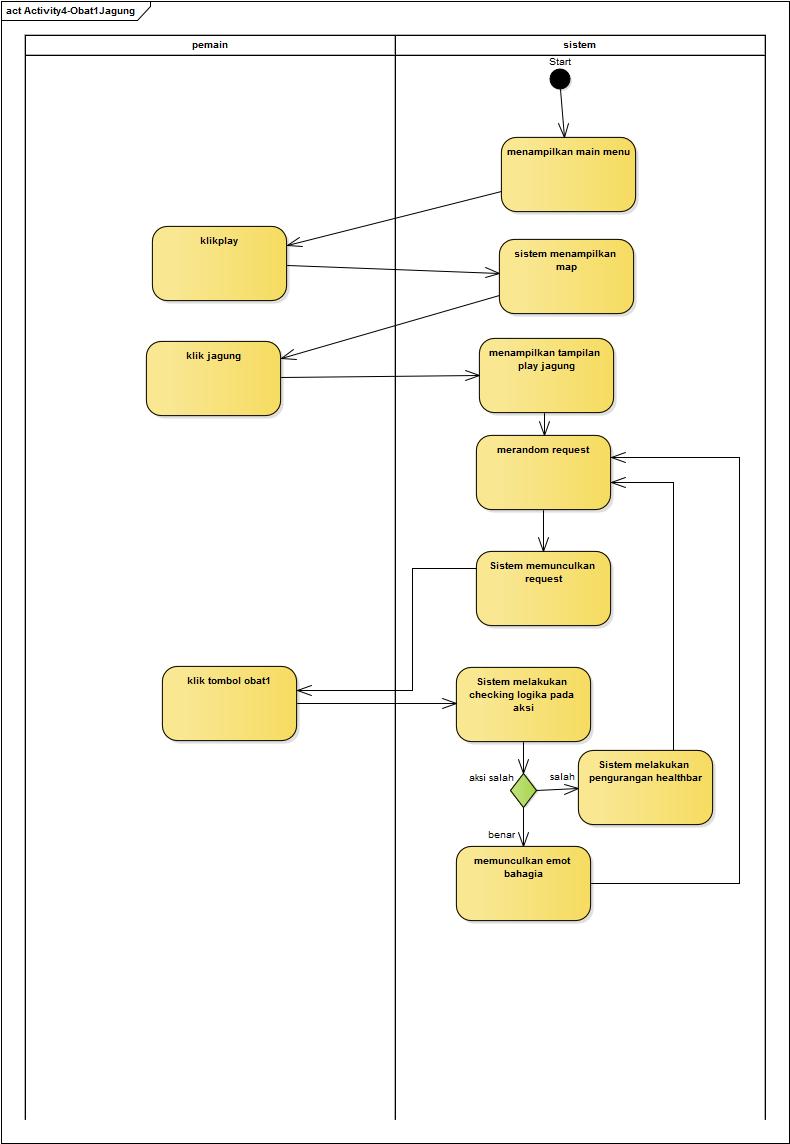 act Activity4-Obat1Jagung
pemain
sistem
Start
menampilkan main menu
klikplay
sistem menampilkan
map
klik jagung
menampilkan tampilan
play jagung
merandom request
Sistem memunculkan
request
klik tombol obat1
Sistem melakukan
checking logika pada
aksi
aksi salah
salah
Sistem melakukan
pengurangan healthbar
benar
memunculkan emot
bahagia